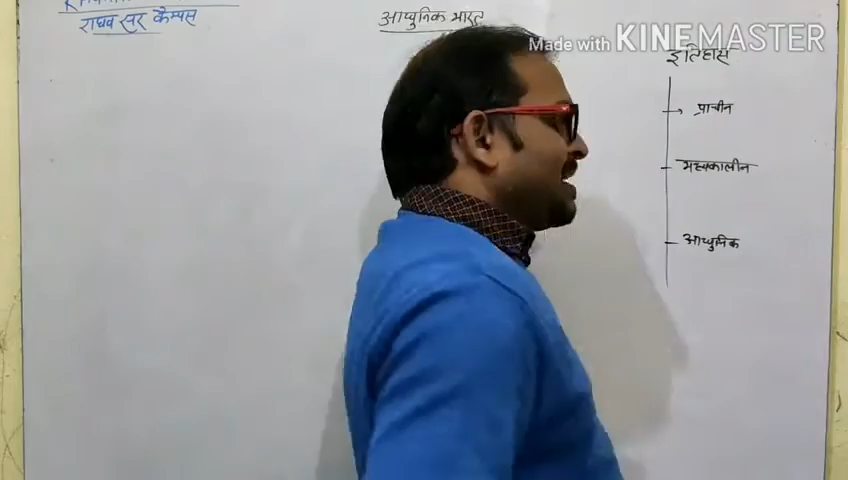 राघव सर कैम्पस
आधुनिक भारत
Made with KINEMASTER
इतिहास
प्राचीन
मध्यकालीन
आधुनिक